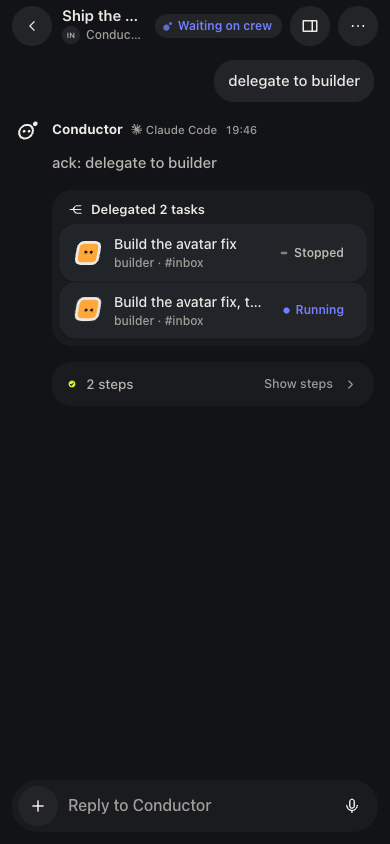 Ship the ...
IN Conduc...
Waiting on crew
delegate to builder
Conductor Claude Code 19:46
ack: delegate to builder
Delegated 2 tasks
Build the avatar fix
builder · #inbox
Stopped
Build the avatar fix, t...
builder · #inbox
Running
2 steps
Show steps
Reply to Conductor